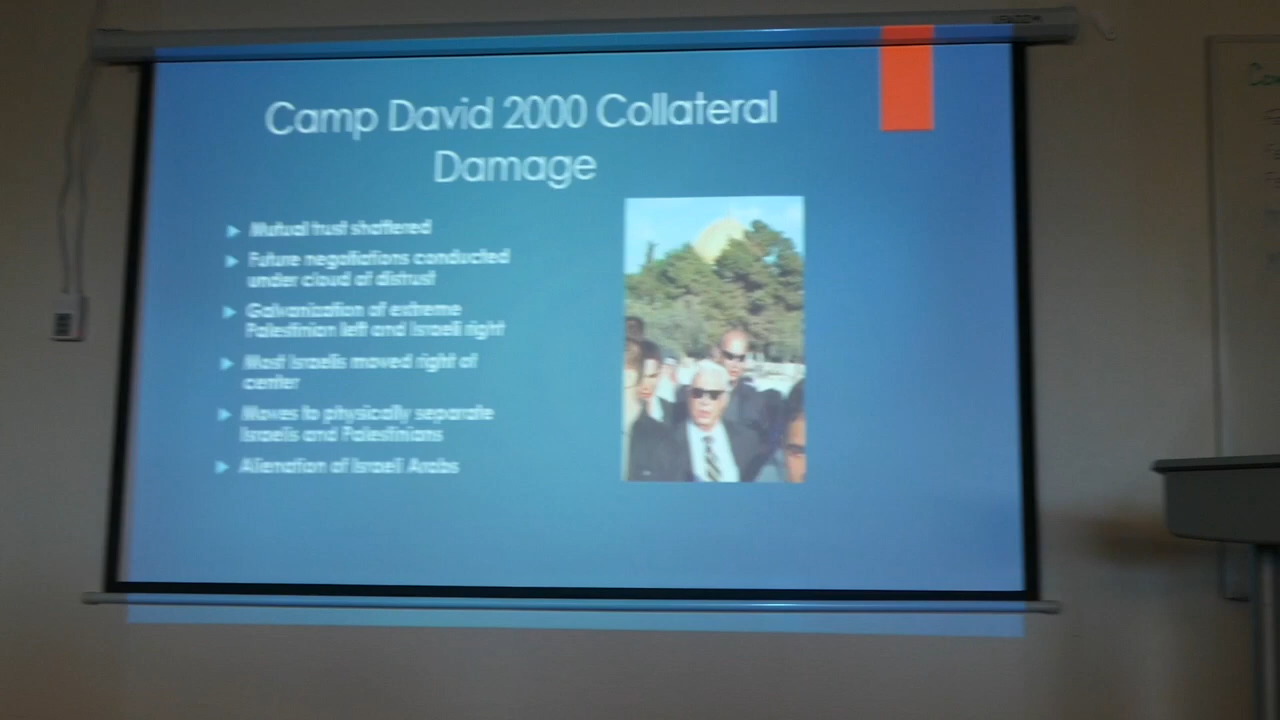 Camp David 2000 Collateral
Damage
Mutual trust shattered
Future negotiations conducted
under cloud of distrust
Galvanization of extreme
Palestinian left and Israeli right
Most Israelis moved right of
center
Moves to physically separate
Israelis and Palestinians
Alienation of Israeli Arabs